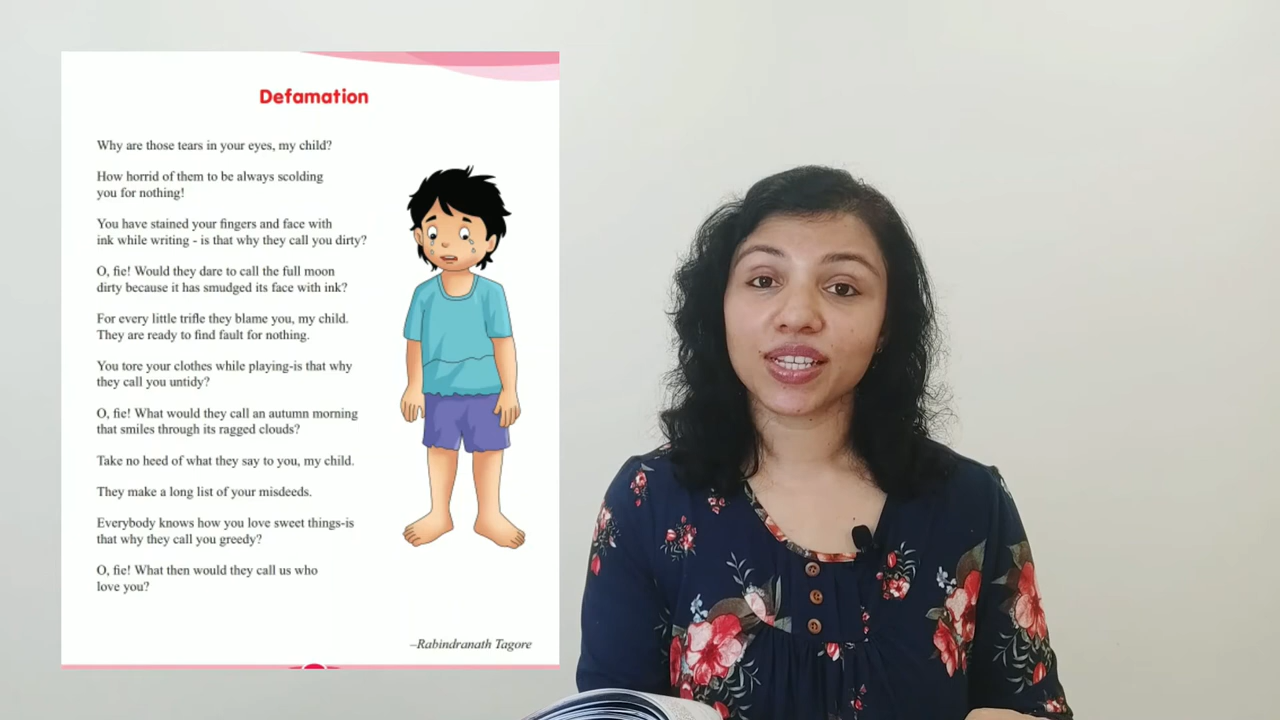 Defamation
Why are those tears in your eyes, my child?
How horrid of them to be always scolding
you for nothing!
You have stained your fingers and face with
ink while writing - is that why they call you dirty?
O, fie! Would they dare to call the full moon
dirty because it has smudged its face with ink?
For every little trifle they blame you, my child.
They are ready to find fault for nothing.
You tore your clothes while playing-is that why
they call you untidy?
O, fie! What would they call an autumn morning
that smiles through its ragged clouds?
Take no heed of what they say to you, my child.
They make a long list of your misdeeds.
Everybody knows how you love sweet things-is
that why they call you greedy?
O, fie! What then would they call us who
love you?
–Rabindranath Tagore